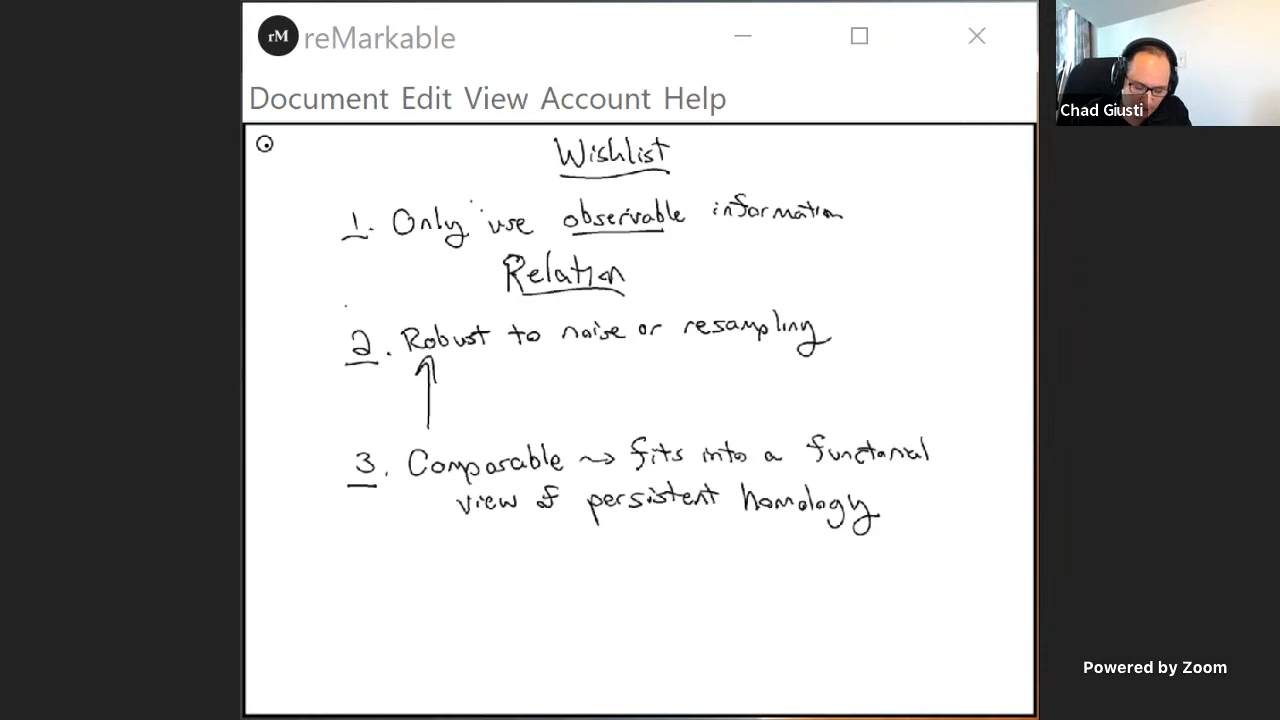 rM reMarkable
Document Edit View Account Help
Wishlist
1. Only use observable information
Relation
2. Robust to noise or resampling
3. Comparable ⇝ fits into a functorial
view of persistent homology
Chad Giusti
Powered by Zoom